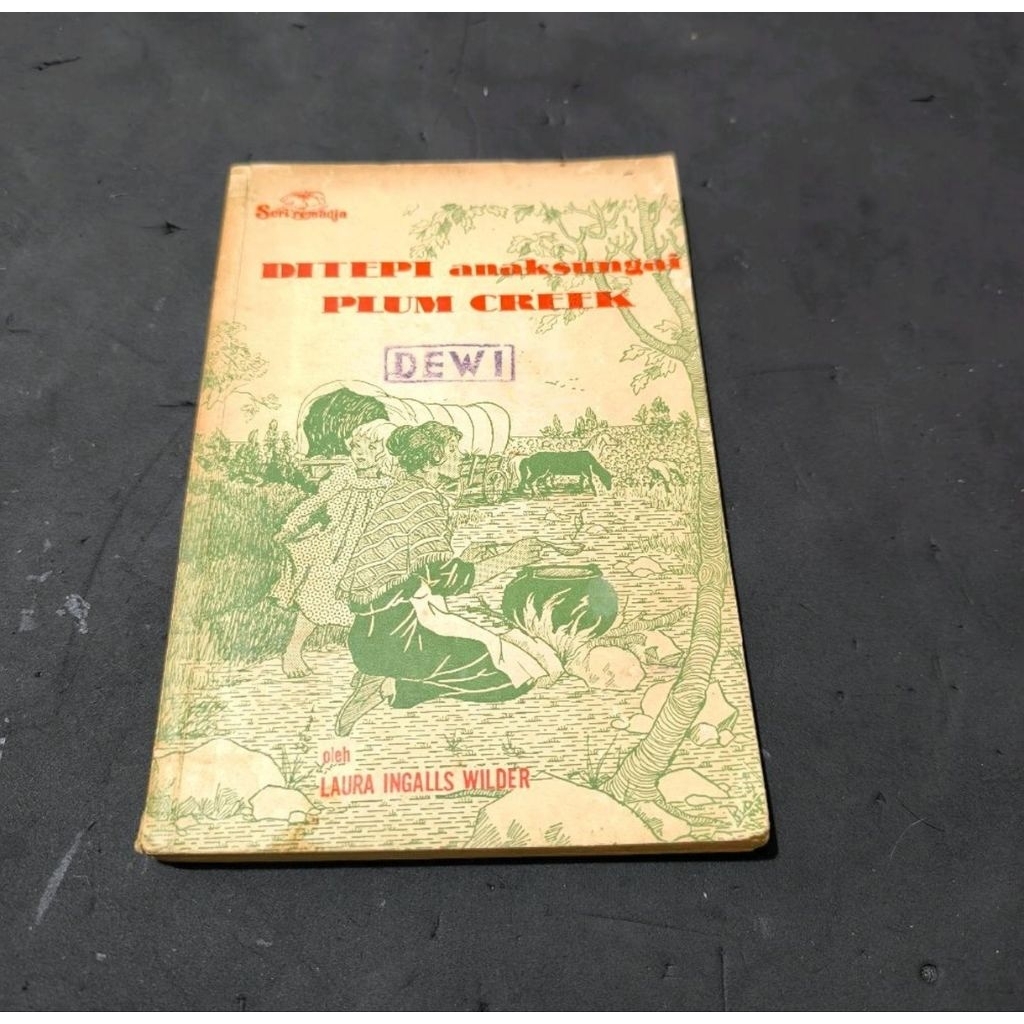 Seri remadja
DITEPI anaksungai
PLUM CREEK
DEWI
oleh
LAURA INGALLS WILDER